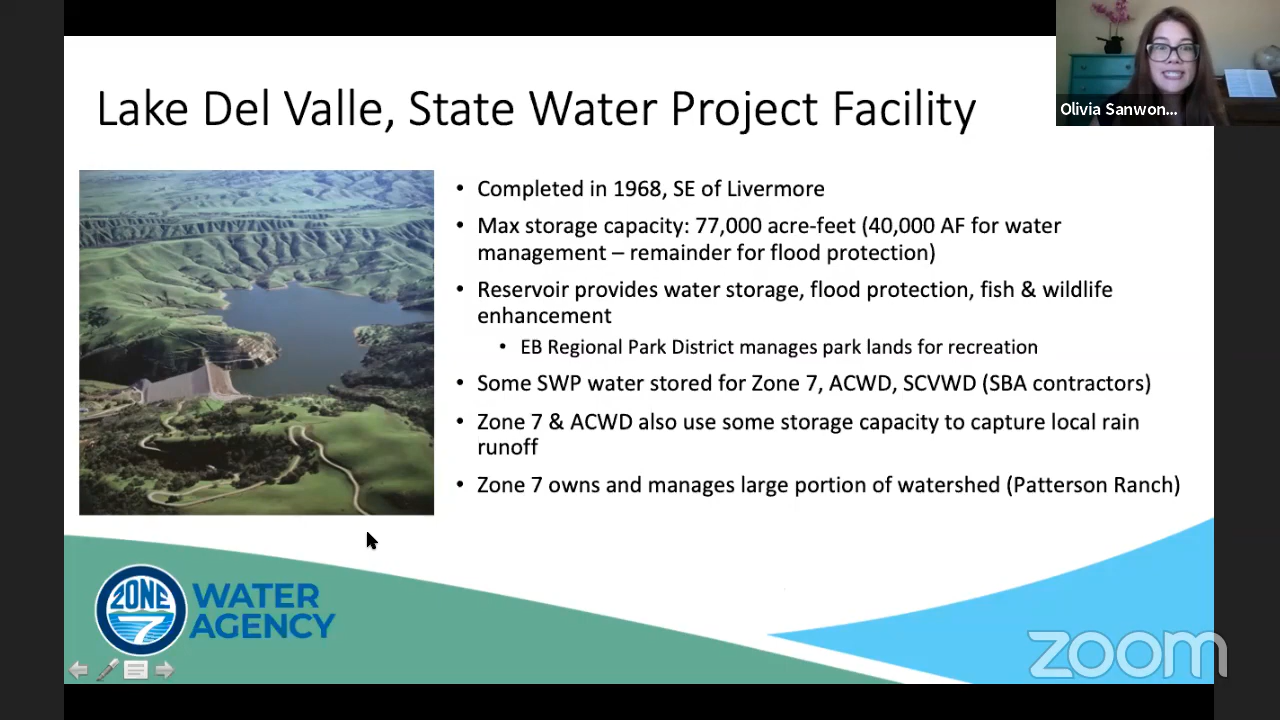 Lake Del Valle, State Water Project Facility
Olivia Sanwon...
• Completed in 1968, SE of Livermore
• Max storage capacity: 77,000 acre-feet (40,000 AF for water
management – remainder for flood protection)
• Reservoir provides water storage, flood protection, fish & wildlife
enhancement
• EB Regional Park District manages park lands for recreation
• Some SWP water stored for Zone 7, ACWD, SCVWD (SBA contractors)
• Zone 7 & ACWD also use some storage capacity to capture local rain
runoff
• Zone 7 owns and manages large portion of watershed (Patterson Ranch)
ZONE
7
WATER
AGENCY
zoom